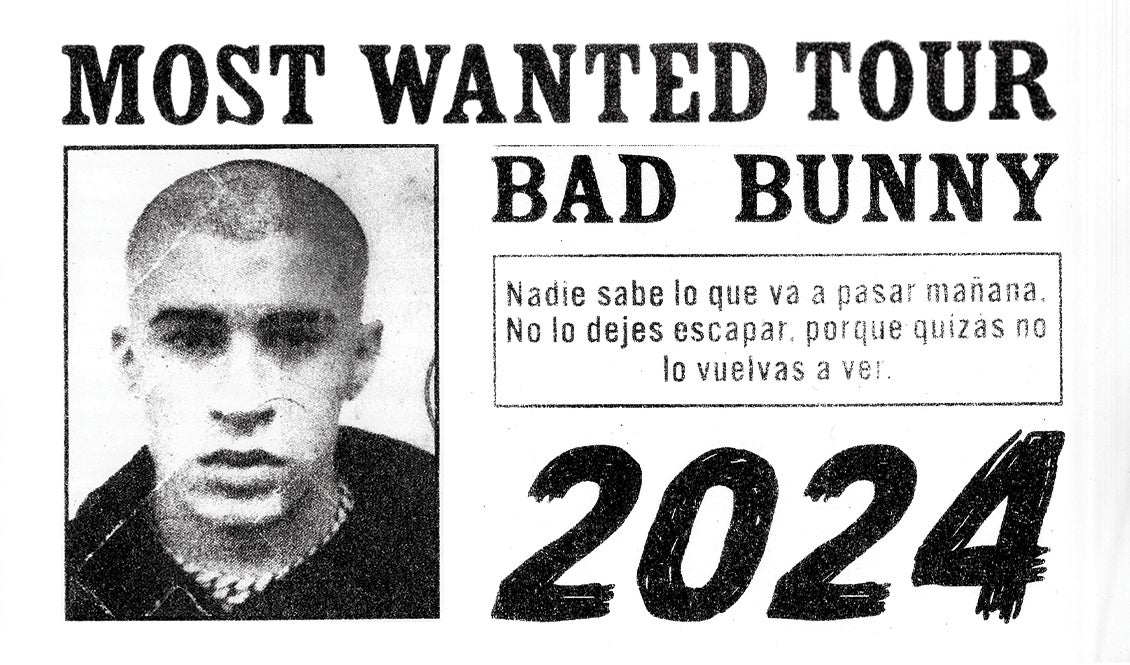 MOST WANTED TOUR
BAD BUNNY
Nadie sabe lo que va a pasar mañana.
No lo dejes escapar, porque quizás no
lo vuelvas a ver.
2024